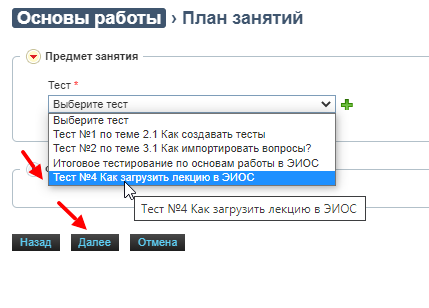 Основы работы › План занятий
Предмет занятия
Тест *
Выберите тест
Выберите тест
Тест №1 по теме 2.1 Как создавать тесты
Тест №2 по теме 3.1 Как импортировать вопросы?
Итоговое тестирование по основам работы в ЭИОС
Тест №4 Как загрузить лекцию в ЭИОС
Тест №4 Как загрузить лекцию в ЭИОС
Назад Далее Отмена